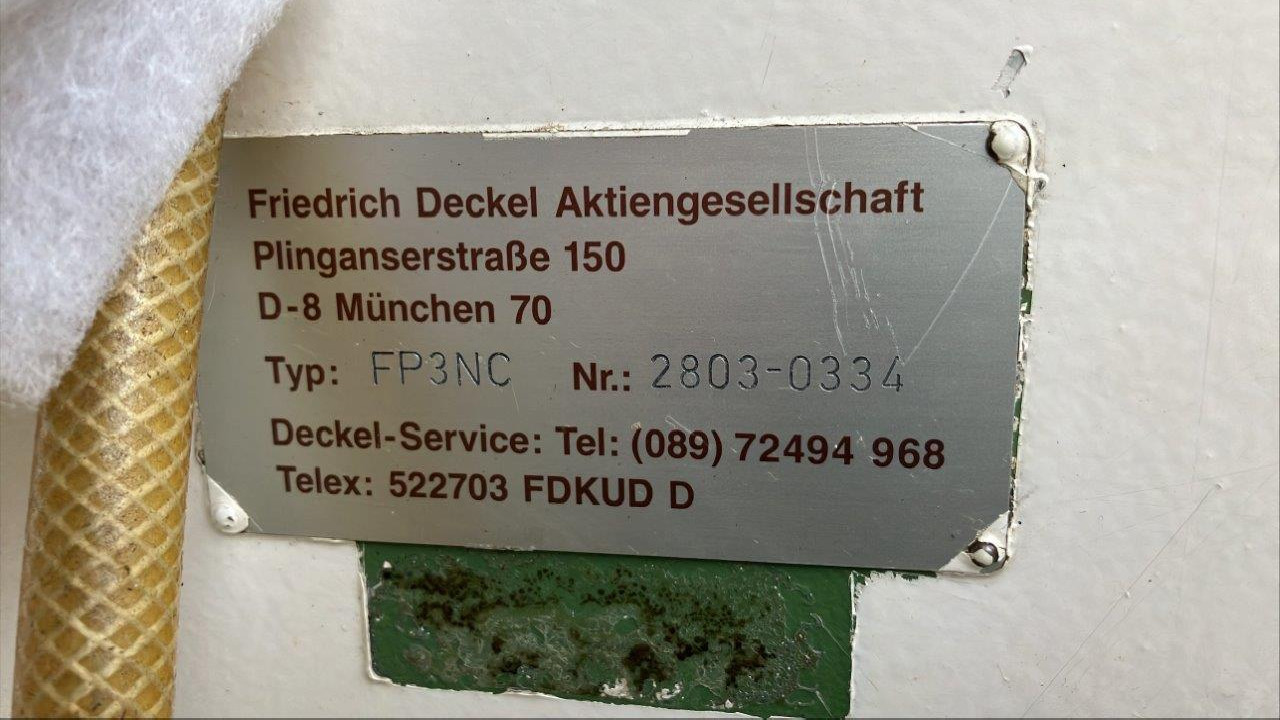 Friedrich Deckel Aktiengesellschaft
Plinganserstraße 150
D-8 München 70
Typ: FP3NC Nr.: 2803-0334
Deckel-Service: Tel: (089) 72494 968
Telex: 522703 FDKUD D